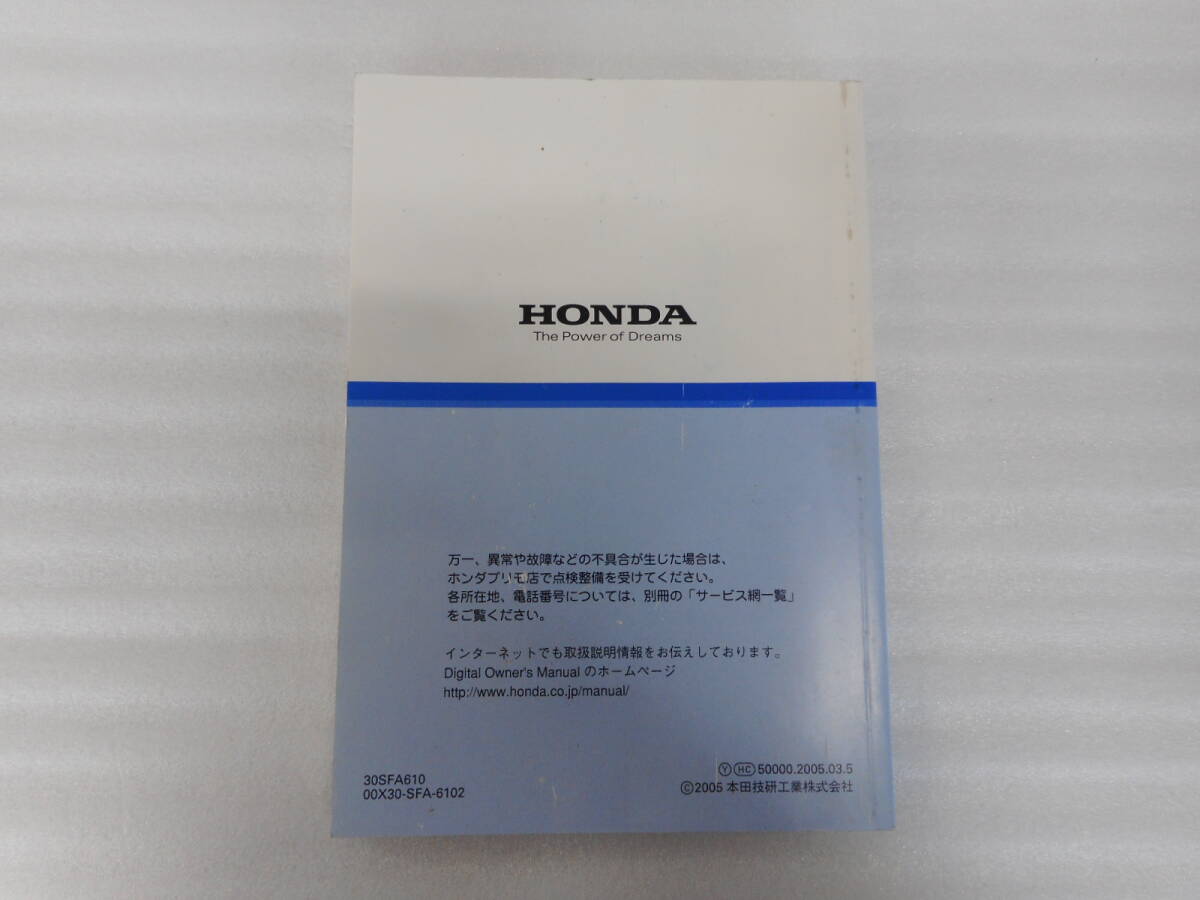 HONDA
The Power of Dreams
万一、異常や故障などの不具合が生じた場合は、
ホンダプリモ店で点検整備を受けてください。
各所在地、電話番号については、別冊の「サービス網一覧」
をご覧ください。
インターネットでも取扱説明情報をお伝えしております。
Digital Owner's Manual のホームページ
http://www.honda.co.jp/manual/
30SFA610
00X30-SFA-6102
Ⓨ HC 50000.2005.03.5
©2005 本田技研工業株式会社